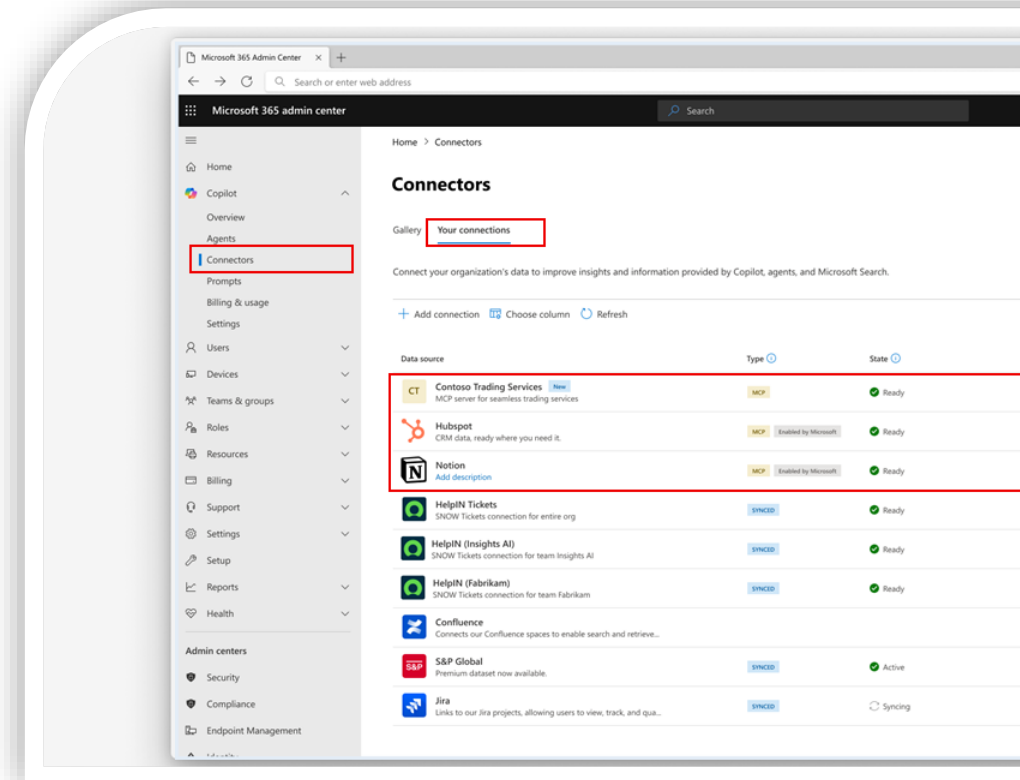 Microsoft 365 Admin Center
Search or enter web address
Microsoft 365 admin center
Search
Home
Copilot
Overview
Agents
Connectors
Prompts
Billing & usage
Settings
Users
Devices
Teams & groups
Roles
Resources
Billing
Support
Settings
Setup
Reports
Health
Admin centers
Security
Compliance
Endpoint Management
Home > Connectors
Connectors
Gallery Your connections
Connect your organization's data to improve insights and information provided by Copilot, agents, and Microsoft Search.
Add connection Choose column Refresh
Data source Type State
CT Contoso Trading Services New MCP Ready
MCP server for seamless trading services
Hubspot MCP Enabled by Microsoft Ready
CRM data, ready where you need it.
Notion MCP Enabled by Microsoft Ready
Add description
HelpIN Tickets SYNCED Ready
SNOW Tickets connection for entire org
HelpIN (Insights AI) SYNCED Ready
SNOW Tickets connection for team Insights AI
HelpIN (Fabrikam) SYNCED Ready
SNOW Tickets connection for team Fabrikam
Confluence
Connects our Confluence spaces to enable search and retrieve...
S&P S&P Global SYNCED Active
Premium dataset now available.
Jira SYNCED Syncing
Links to our Jira projects, allowing users to view, track, and qua...